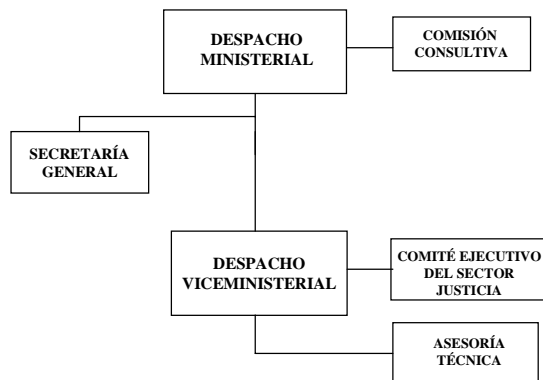 DESPACHO
MINISTERIAL
COMISIÓN
CONSULTIVA
SECRETARÍA
GENERAL
DESPACHO
VICEMINISTERIAL
COMITÉ EJECUTIVO
DEL SECTOR
JUSTICIA
ASESORÍA
TÉCNICA